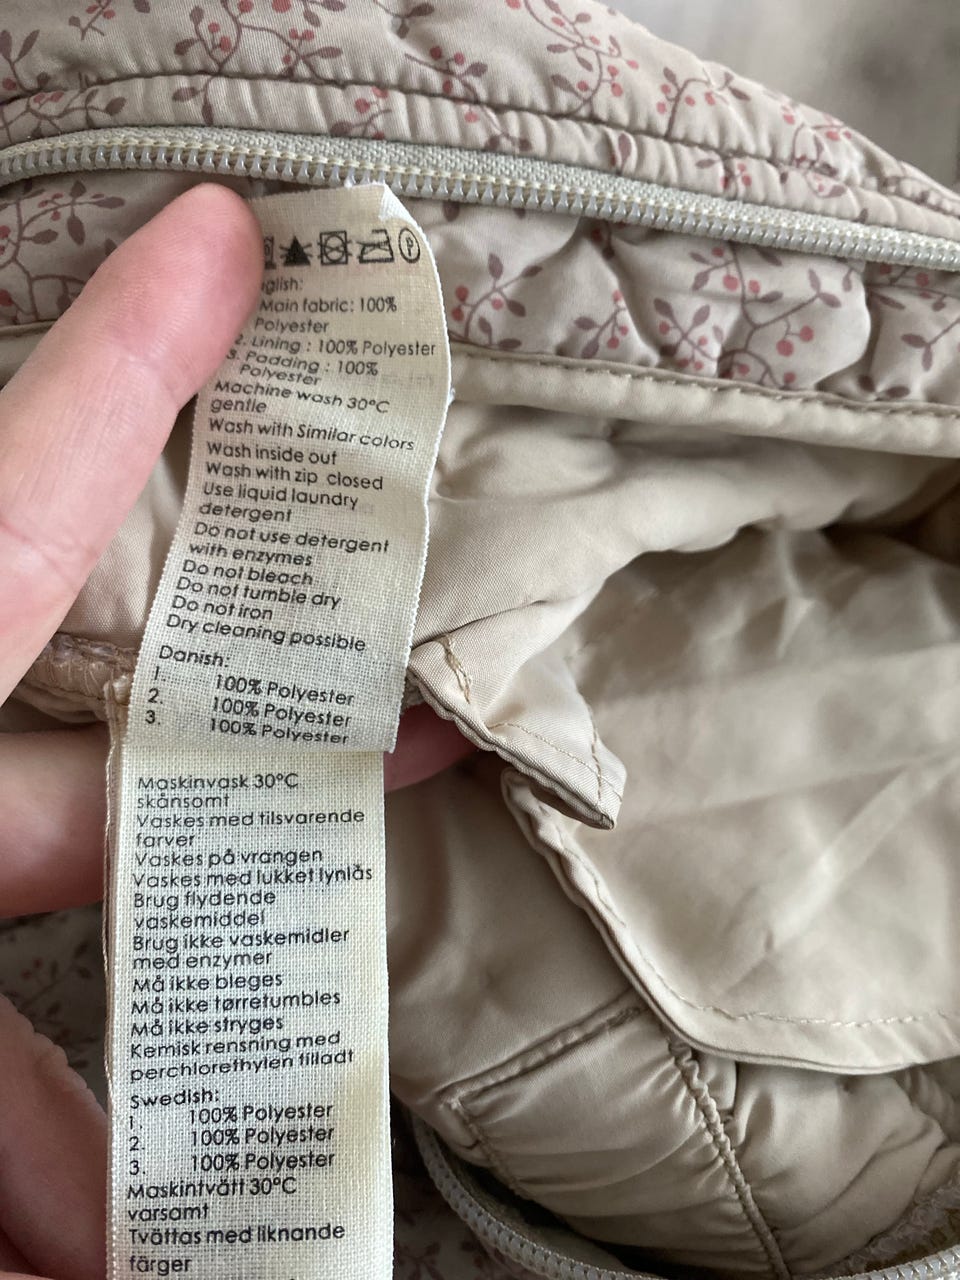 P
Main fabric: 100%
Polyester
2. Lining : 100% Polyester
3. Padding : 100%
Polyester
Machine wash 30°C
gentle
Wash with Similar colors
Wash inside out
Wash with zip closed
Use liquid laundry
detergent
Do not use detergent
with enzymes
Do not bleach
Do not tumble dry
Do not iron
Dry cleaning possible
Danish:
1. 100% Polyester
2. 100% Polyester
3. 100% Polyester
Maskinvask 30°C
skånsomt
Vaskes med tilsvarende
farver
Vaskes på vrangen
Vaskes med lukket lynlås
Brug flydende
vaskemiddel
Brug ikke vaskemidler
med enzymer
Må ikke bleges
Må ikke tørretumbles
Må ikke stryges
Kemisk rensning med
perchlorethylen tilladt
Swedish:
1. 100% Polyester
2. 100% Polyester
3. 100% Polyester
Maskintvätt 30°C
varsamt
Tvättas med liknande
färger